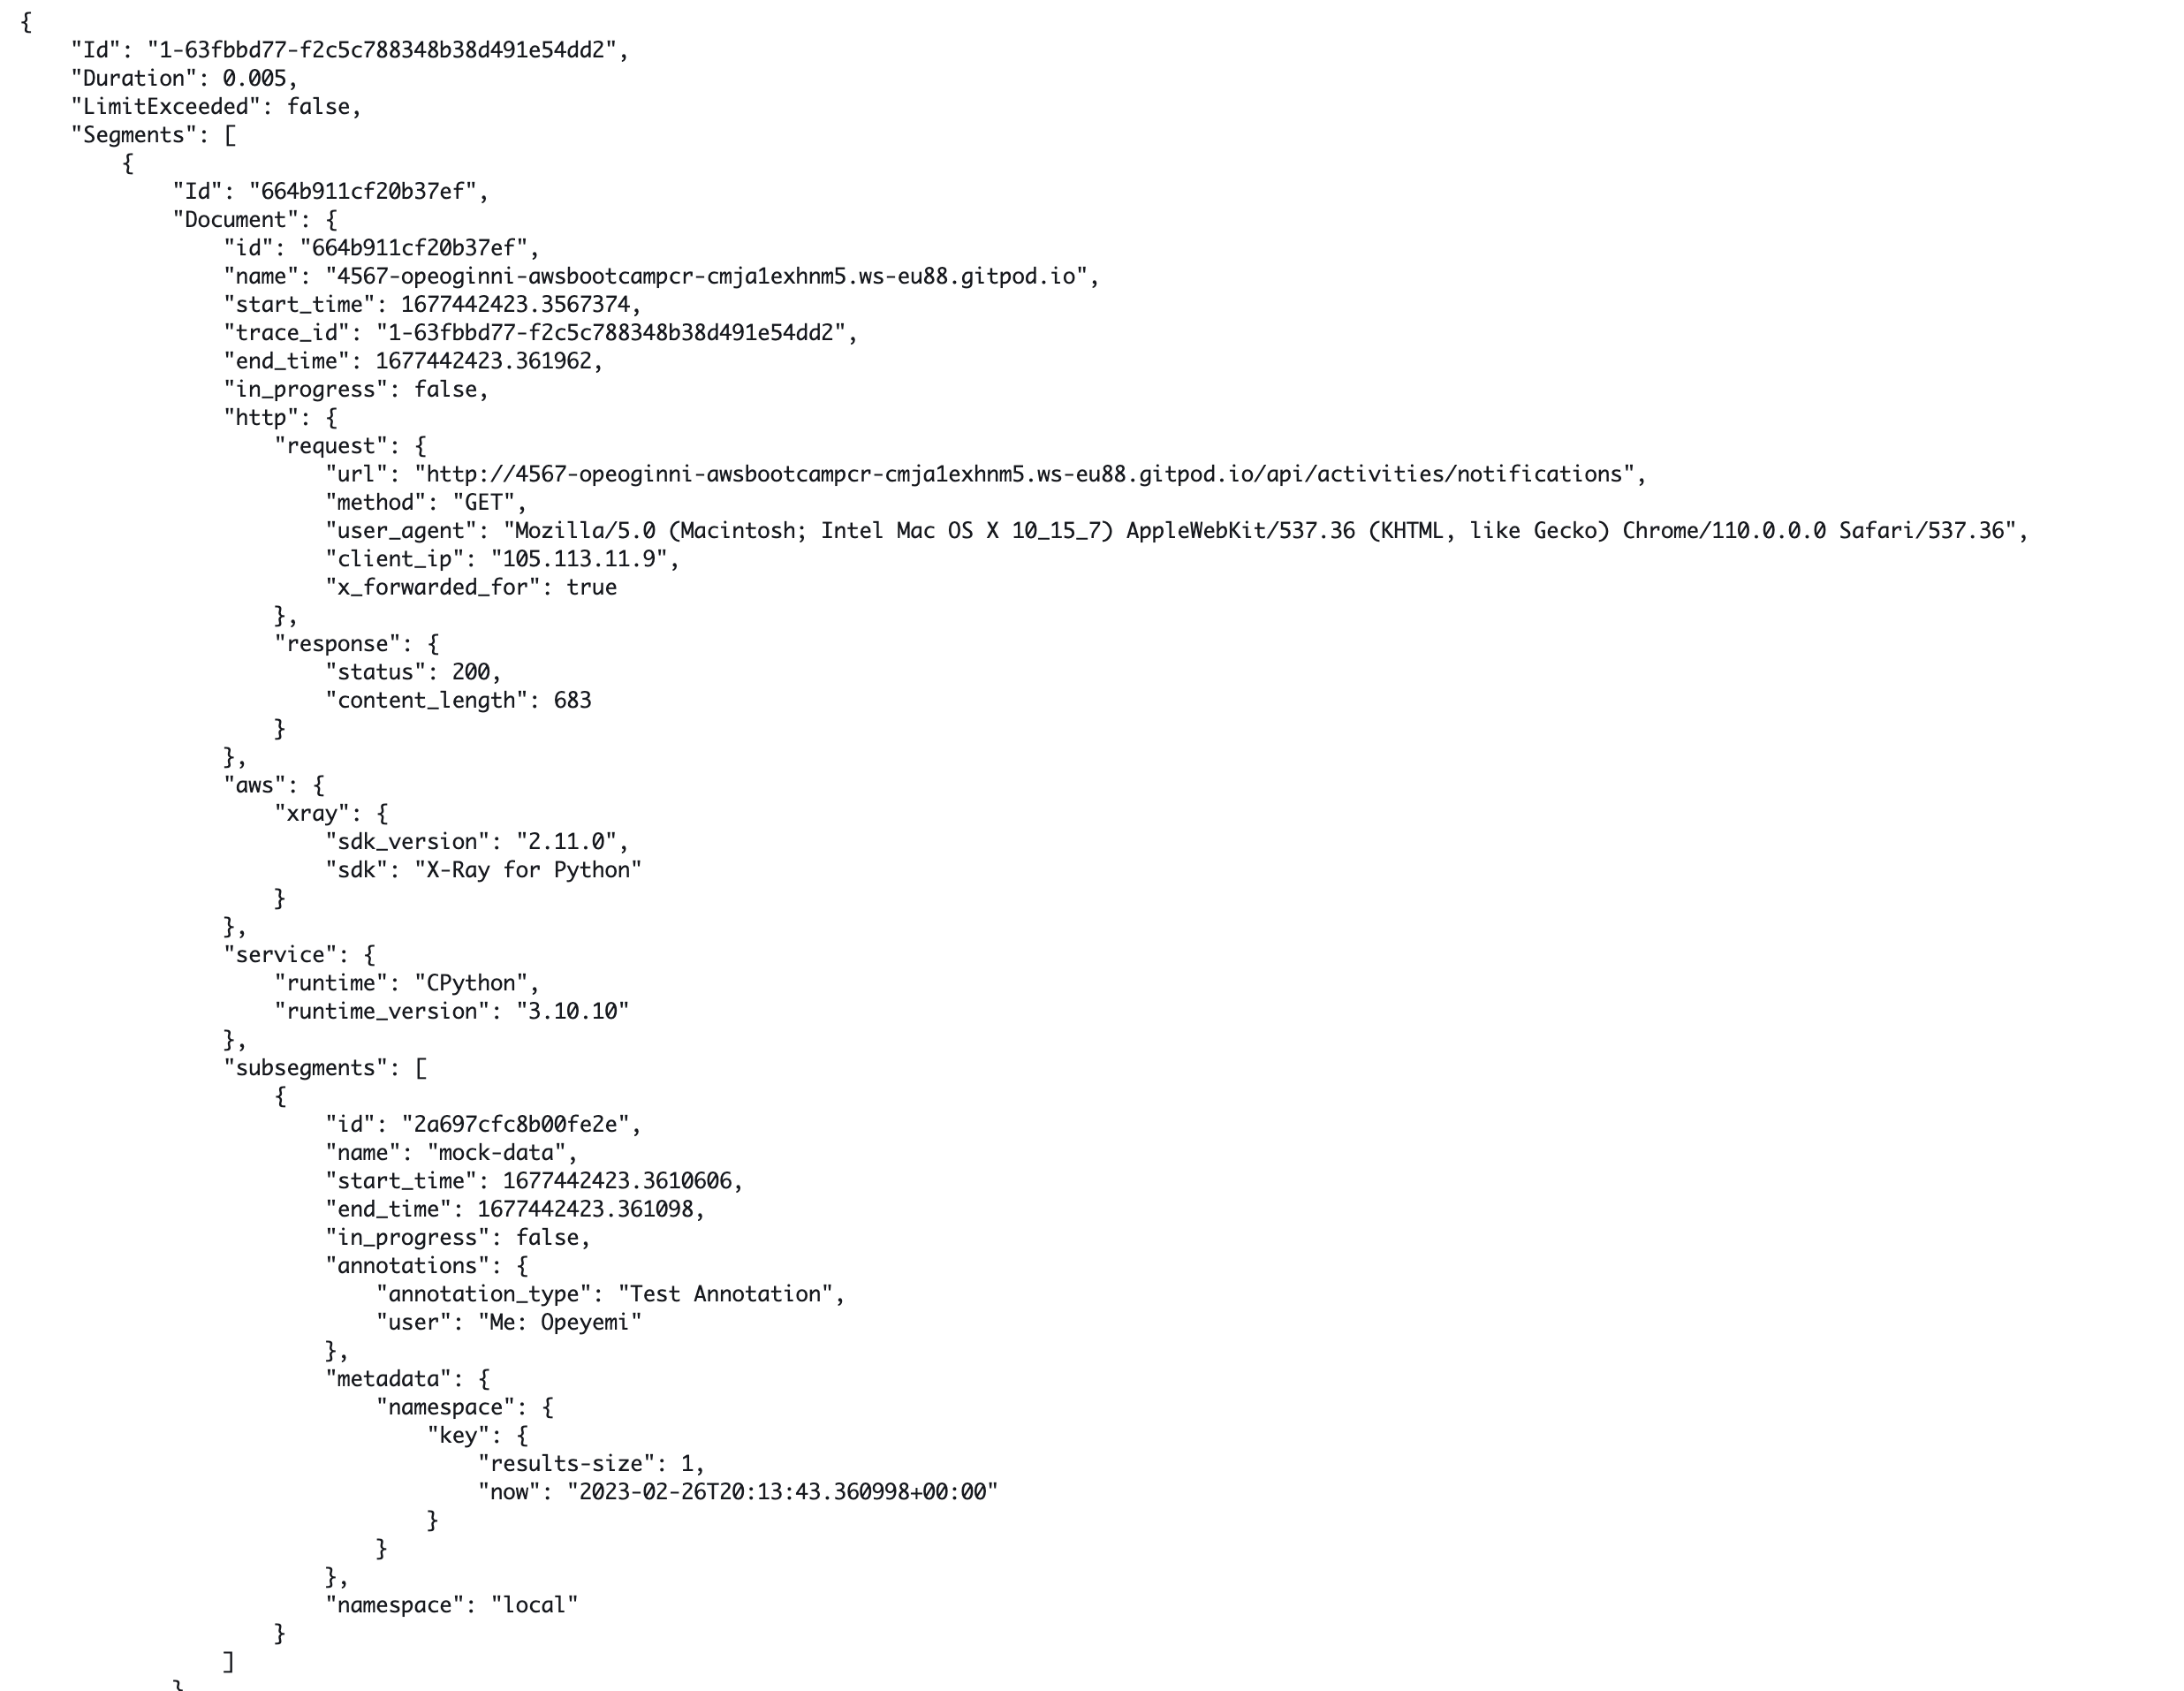 {
    "Id": "1-63fbbd77-f2c5c788348b38d491e54dd2",
    "Duration": 0.005,
    "LimitExceeded": false,
    "Segments": [
        {
            "Id": "664b911cf20b37ef",
            "Document": {
                "id": "664b911cf20b37ef",
                "name": "4567-opeoginni-awsbootcampcr-cmja1exhnm5.ws-eu88.gitpod.io",
                "start_time": 1677442423.3567374,
                "trace_id": "1-63fbbd77-f2c5c788348b38d491e54dd2",
                "end_time": 1677442423.361962,
                "in_progress": false,
                "http": {
                    "request": {
                        "url": "http://4567-opeoginni-awsbootcampcr-cmja1exhnm5.ws-eu88.gitpod.io/api/activities/notifications",
                        "method": "GET",
                        "user_agent": "Mozilla/5.0 (Macintosh; Intel Mac OS X 10_15_7) AppleWebKit/537.36 (KHTML, like Gecko) Chrome/110.0.0.0 Safari/537.36",
                        "client_ip": "105.113.11.9",
                        "x_forwarded_for": true
                    },
                    "response": {
                        "status": 200,
                        "content_length": 683
                    }
                },
                "aws": {
                    "xray": {
                        "sdk_version": "2.11.0",
                        "sdk": "X-Ray for Python"
                    }
                },
                "service": {
                    "runtime": "CPython",
                    "runtime_version": "3.10.10"
                },
                "subsegments": [
                    {
                        "id": "2a697cfc8b00fe2e",
                        "name": "mock-data",
                        "start_time": 1677442423.3610606,
                        "end_time": 1677442423.361098,
                        "in_progress": false,
                        "annotations": {
                            "annotation_type": "Test Annotation",
                            "user": "Me: Opeyemi"
                        },
                        "metadata": {
                            "namespace": {
                                "key": {
                                    "results-size": 1,
                                    "now": "2023-02-26T20:13:43.360998+00:00"
                                }
                            }
                        },
                        "namespace": "local"
                    }
                ]
            }